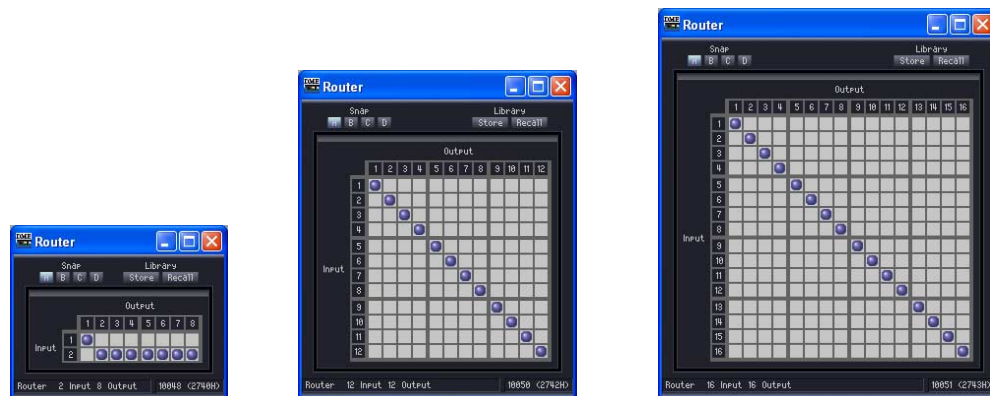 DME Router
Snap Library
A B C D Store Recall
Output
1 2 3 4 5 6 7 8
Input
1
2
Router 2 Input 8 Output 10048 (2740H)
DME Router
Snap Library
A B C D Store Recall
Output
1 2 3 4 5 6 7 8 9 10 11 12
1
2
3
4
5
6
Input
7
8
9
10
11
12
Router 12 Input 12 Output 10050 (2742H)
DME Router
Snap Library
A B C D Store Recall
Output
1 2 3 4 5 6 7 8 9 10 11 12 13 14 15 16
1
2
3
4
5
6
7
8
Input
9
10
11
12
13
14
15
16
Router 16 Input 16 Output 10051 (2743H)